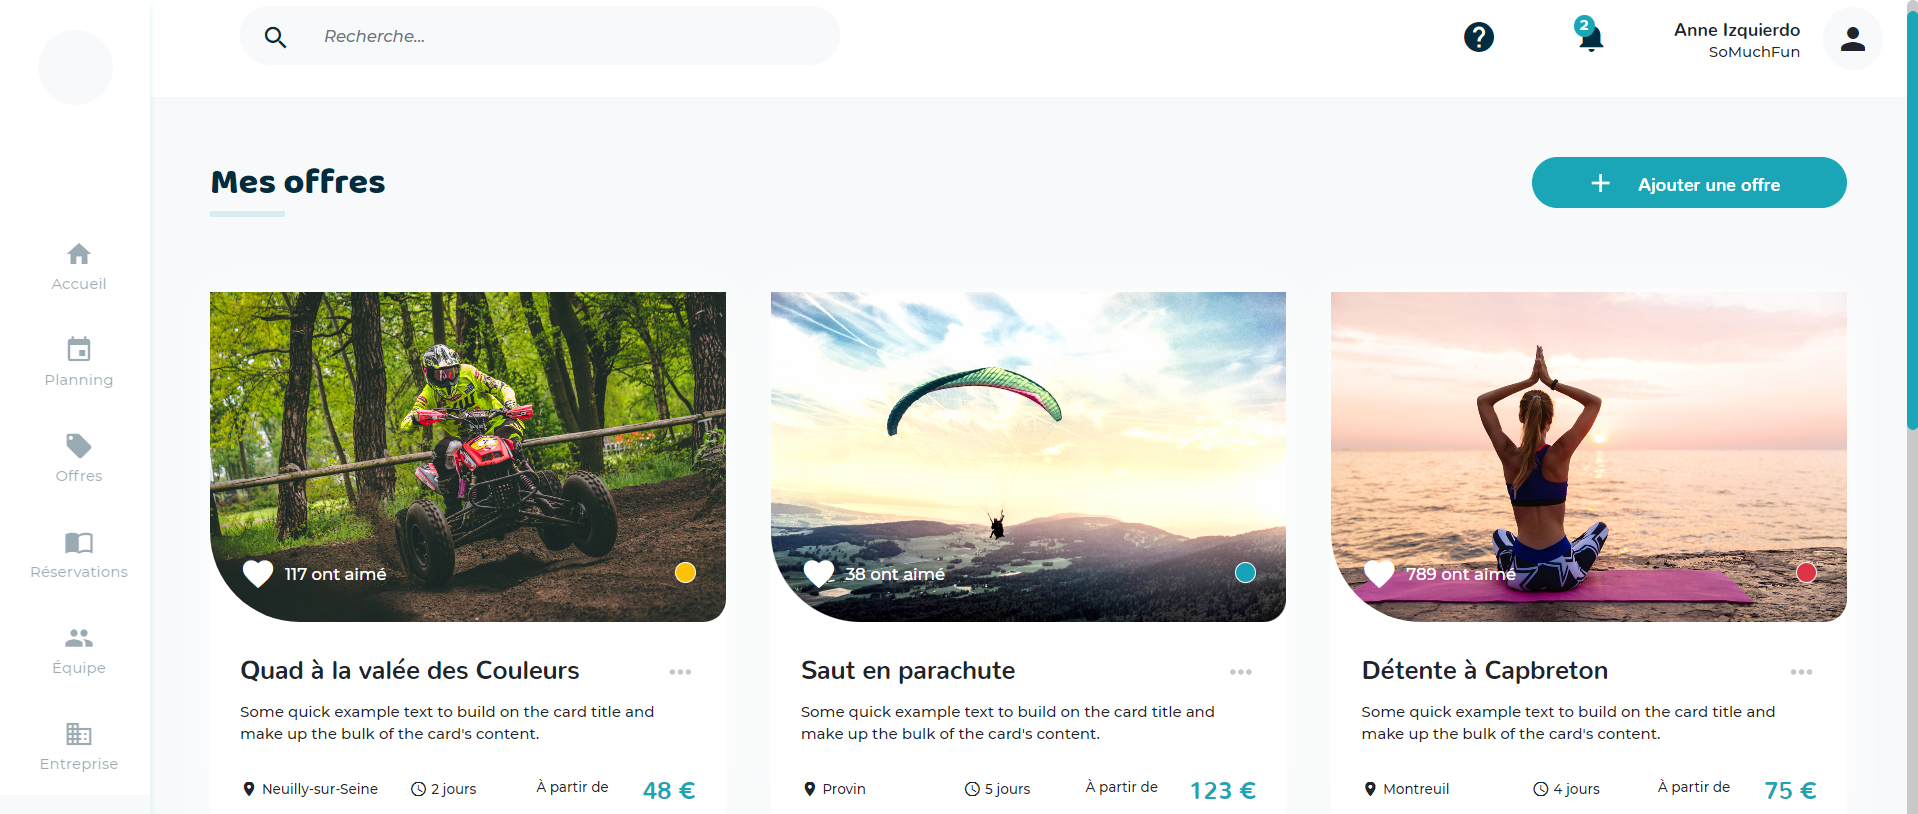 Recherche...
2
Anne Izquierdo
SoMuchFun
Accueil
Planning
Offres
Réservations
Équipe
Entreprise
Mes offres
Ajouter une offre
117 ont aimé
Quad à la valée des Couleurs
Some quick example text to build on the card title and
make up the bulk of the card's content.
Neuilly-sur-Seine 2 jours À partir de 48 €
38 ont aimé
Saut en parachute
Some quick example text to build on the card title and
make up the bulk of the card's content.
Provin 5 jours À partir de 123 €
789 ont aimé
Détente à Capbreton
Some quick example text to build on the card title and
make up the bulk of the card's content.
Montreuil 4 jours À partir de 75 €